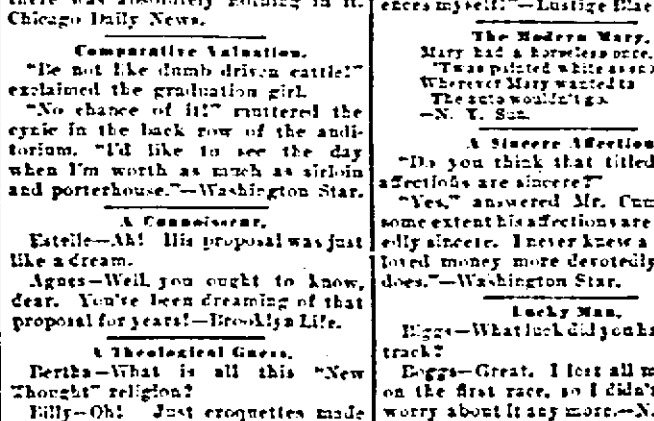 there was absolutely nothing in it.
Chicago Daily News.
Comparative Valuation.
"Be not like dumb driven cattle!"
exclaimed the graduation girl.
"No chance of it!" muttered the
cynic in the back row of the audi-
torium. "I'd like to see the day
when I'm worth as much as sirloin
and porterhouse."—Washington Star.
A Connoisseur.
Estelle—Ah! His proposal was just
like a dream.
Agnes—Well, you ought to know,
dear. You've been dreaming of that
proposal for years!—Brooklyn Life.
A Theological Guess.
Bertha—What is all this "New
Thought" religion?
Billy—Oh! Just croquettes made
ences myself!"—Lustige Blae
The Modern Mary.
Mary had a horseless once,
'Twas painted white as sno
Wherever Mary wanted to
The auto wouldn't go.
—N. Y. Sun.
A Sincere Affection
"Do you think that titled
affections are sincere?"
"Yes," answered Mr. Cum
some extent his affections are
edly sincere. I never knew a
loved money more devotedly
does."—Washington Star.
Lucky Man.
Biggs—What luck did you ha
track?
Boggs—Great. I lost all m
on the first race, so I didn't
worry about it any more.—N.